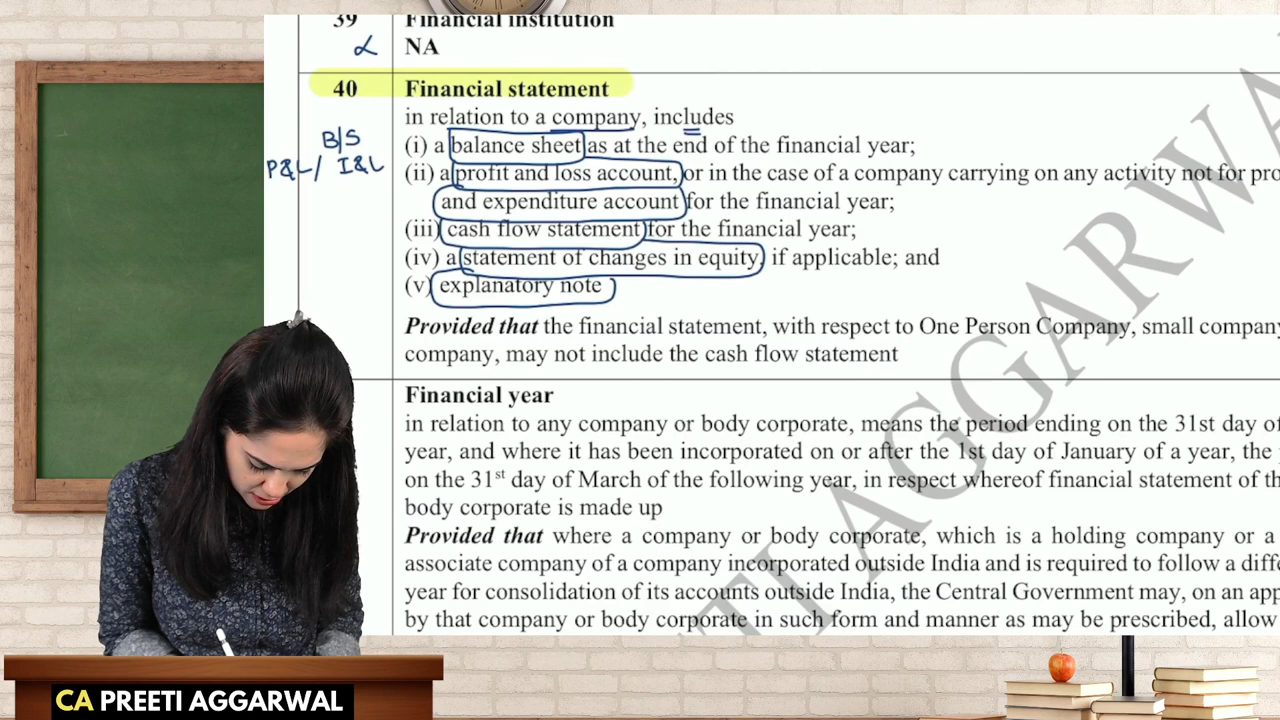 39 Financial institution
α NA
40 Financial statement
in relation to a company, includes
B/S
(i) a balance sheet as at the end of the financial year;
P&L / I&L
(ii) a profit and loss account, or in the case of a company carrying on any activity not for pro
and expenditure account for the financial year;
(iii) cash flow statement for the financial year;
(iv) a statement of changes in equity, if applicable; and
(v) explanatory note
Provided that the financial statement, with respect to One Person Company, small company
company, may not include the cash flow statement
Financial year
in relation to any company or body corporate, means the period ending on the 31st day of
year, and where it has been incorporated on or after the 1st day of January of a year, the
on the 31st day of March of the following year, in respect whereof financial statement of th
body corporate is made up
Provided that where a company or body corporate, which is a holding company or a
associate company of a company incorporated outside India and is required to follow a diffe
year for consolidation of its accounts outside India, the Central Government may, on an app
by that company or body corporate in such form and manner as may be prescribed, allow
TI AGGARWA
CA PREETI AGGARWAL